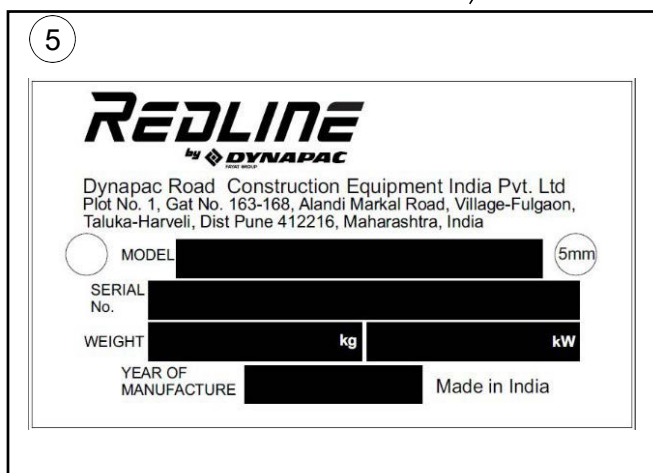 5
REDLINE
by DYNAPAC
FAYAT GROUP
Dynapac Road Construction Equipment India Pvt. Ltd
Plot No. 1, Gat No. 163-168, Alandi Markal Road, Village-Fulgaon,
Taluka-Harveli, Dist Pune 412216, Maharashtra, India
MODEL
5mm
SERIAL
No.
WEIGHT kg kW
YEAR OF
MANUFACTURE
Made in India